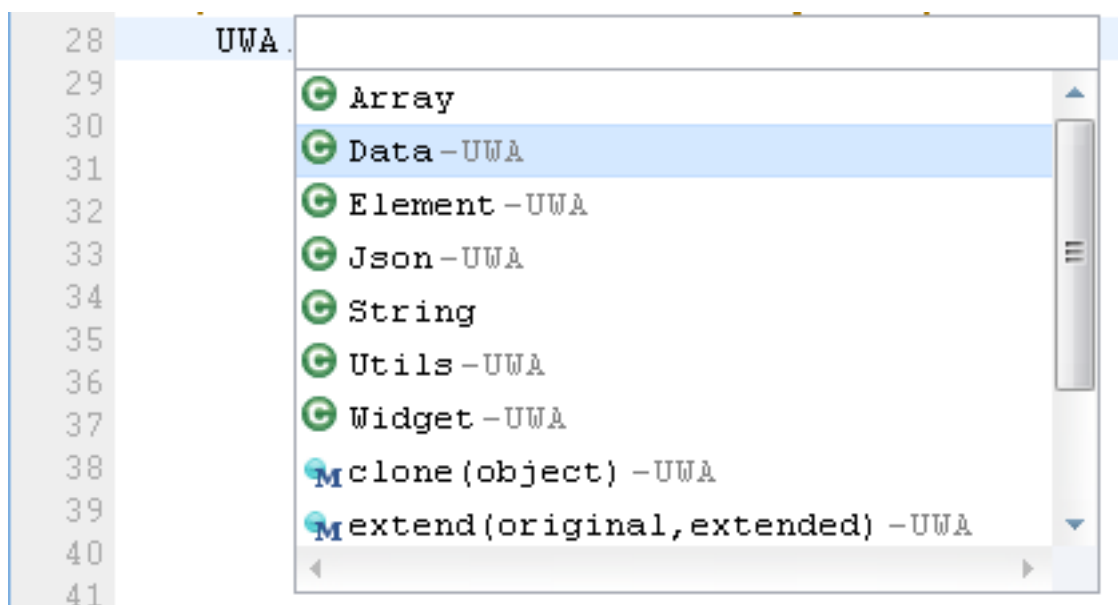 28 UWA.
29 Array
30 Data-UWA
31
32 Element-UWA
33 Json-UWA
34 String
35 Utils-UWA
36
37 Widget-UWA
38 M clone(object)-UWA
39 M extend(original,extended)-UWA
40
41